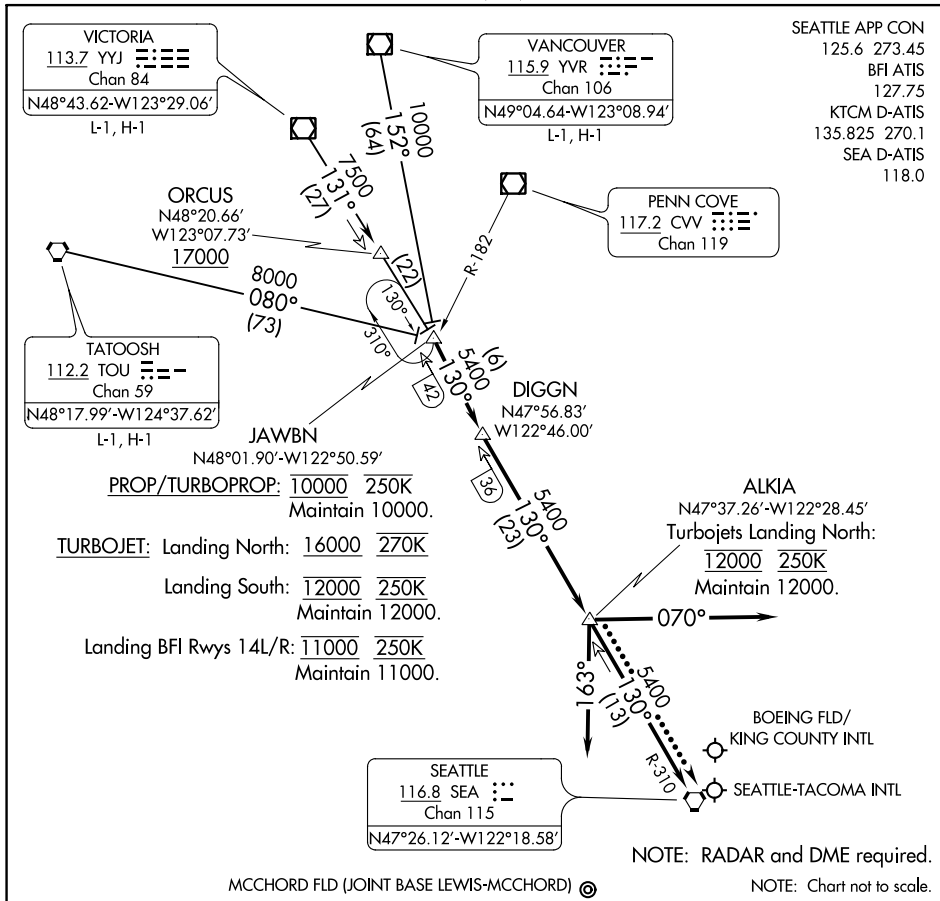 VICTORIA
113.7 YYJ
Chan 84
N48°43.62-W123°29.06′
L-1, H-1
VANCOUVER
115.9 YVR
Chan 106
N49°04.64-W123°08.94′
L-1, H-1
SEATTLE APP CON
125.6 273.45
BFI ATIS
127.75
KTCM D-ATIS
135.825 270.1
SEA D-ATIS
118.0
10000
152°
(64)
7500
131°
(27)
ORCUS
N48°20.66′
W123°07.73′
17000
PENN COVE
117.2 CVV
Chan 119
R-182
(22)
8000
080°
(73)
130°
310°
TATOOSH
112.2 TOU
Chan 59
N48°17.99′-W124°37.62′
L-1, H-1
(6)
5400
130°
42
DIGGN
N47°56.83′
W122°46.00′
JAWBN
N48°01.90′-W122°50.59′
PROP/TURBOPROP: 10000 250K
Maintain 10000.
TURBOJET: Landing North: 16000 270K
Landing South: 12000 250K
Maintain 12000.
Landing BFI Rwys 14L/R: 11000 250K
Maintain 11000.
36
5400
130°
(23)
ALKIA
N47°37.26′-W122°28.45′
Turbojets Landing North:
12000 250K
Maintain 12000.
070°
163°
5400
130°
(13)
R-310
BOEING FLD/
KING COUNTY INTL
SEATTLE-TACOMA INTL
SEATTLE
116.8 SEA
Chan 115
N47°26.12′-W122°18.58′
NOTE: RADAR and DME required.
MCCHORD FLD (JOINT BASE LEWIS-MCCHORD)
NOTE: Chart not to scale.